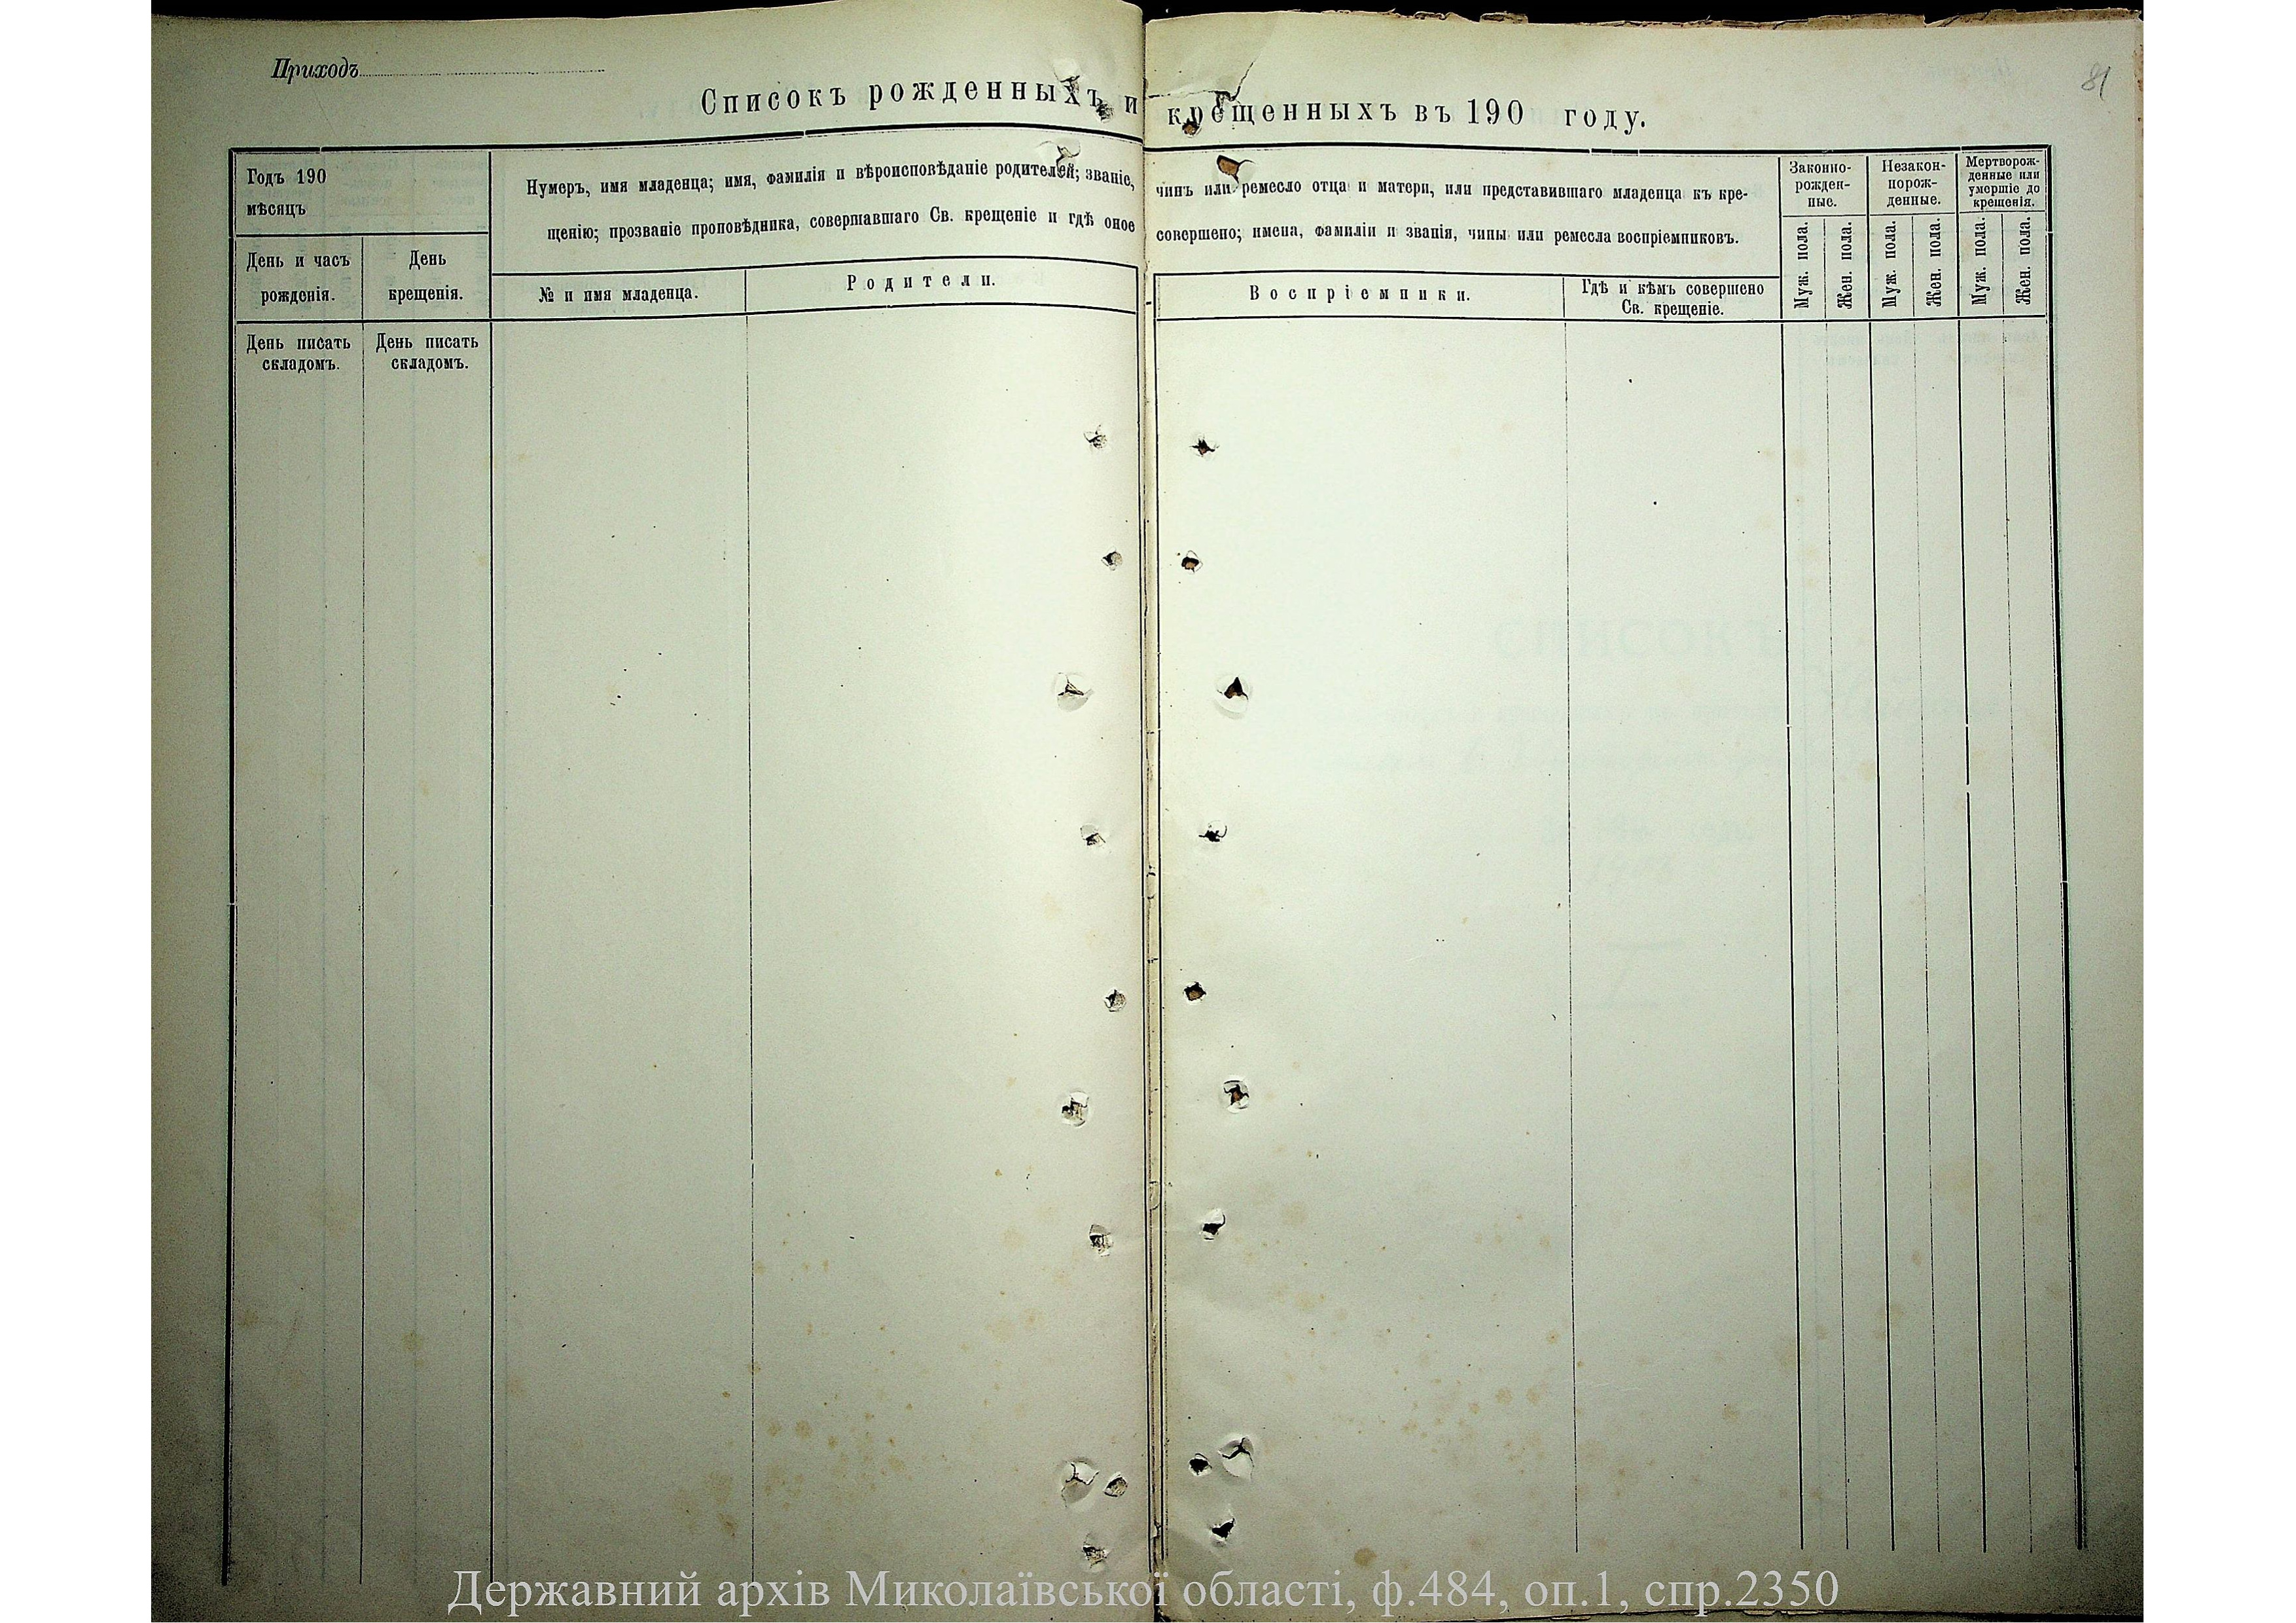 Приходъ
81
Списокъ рожденныхъ и крещенныхъ въ 190 году.
Годъ 190
мѣсяцъ
День и часъ
рожденія.
День
крещенія.
Нумеръ, имя младенца; имя, фамилія и вѣроисповѣданіе родителей; званіе, чинъ или ремесло отца и матери, или представившаго младенца къ кре-
щенію; прозваніе проповѣдника, совершавшаго Св. крещеніе и гдѣ оное совершено; имена, фамиліи и званія, чины или ремесла воспріемниковъ.
№ и имя младенца.
Родители.
Воспріемники.
Гдѣ и кѣмъ совершено
Св. крещеніе.
Законно-
рожден-
ные.
Незакон-
норож-
денные.
Мертворож-
денные или
умершіе до
крещенія.
Муж. пола.
Жен. пола.
Муж. пола.
Жен. пола.
Муж. пола.
Жен. пола.
День писать
складомъ.
День писать
складомъ.
СПИСОКЪ
Державний архів Миколаївської області, ф.484, оп.1, спр.2350